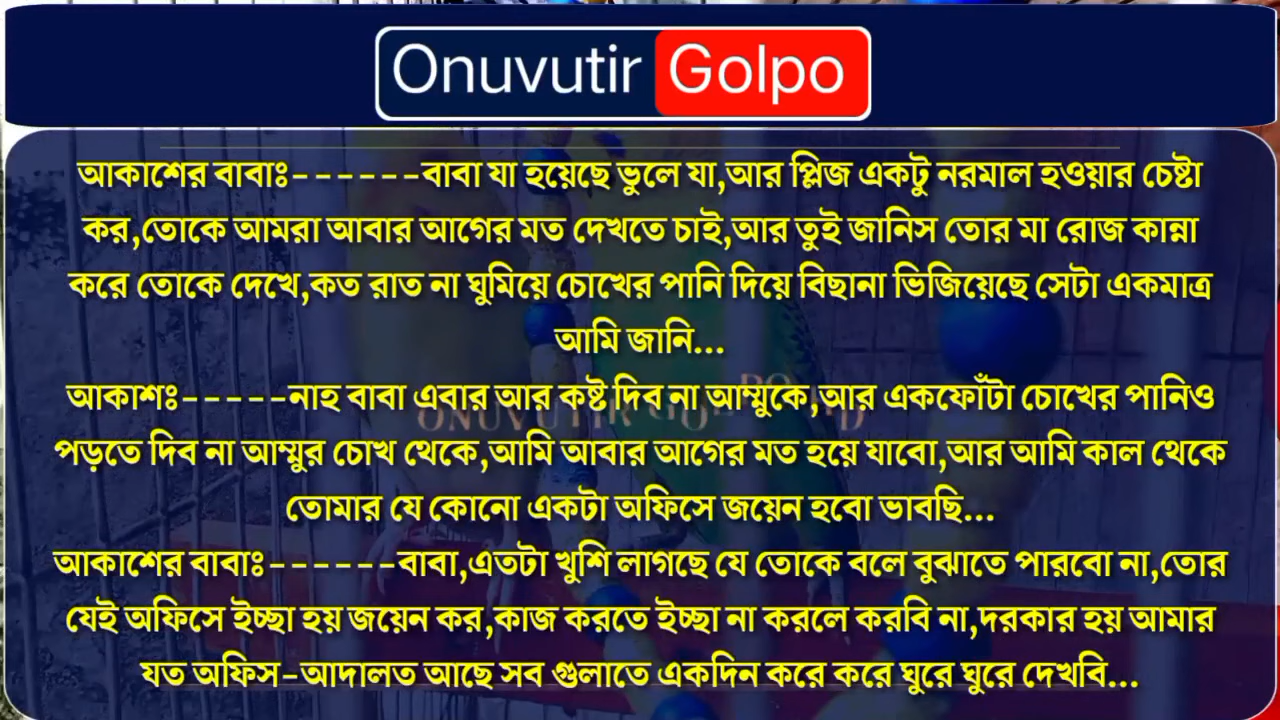 Onuvutir Golpo
আকাশের বাবাঃ------বাবা যা হয়েছে ভুলে যা,আর প্লিজ একটু নরমাল হওয়ার চেষ্টা
কর,তোকে আমরা আবার আগের মত দেখতে চাই,আর তুই জানিস তোর মা রোজ কান্না
করে তোকে দেখে,কত রাত না ঘুমিয়ে চোখের পানি দিয়ে বিছানা ভিজিয়েছে সেটা একমাত্র
আমি জানি...
আকাশঃ-----নাহ বাবা এবার আর কষ্ট দিব না আম্মুকে,আর একফোঁটা চোখের পানিও
পড়তে দিব না আম্মুর চোখ থেকে,আমি আবার আগের মত হয়ে যাবো,আর আমি কাল থেকে
তোমার যে কোনো একটা অফিসে জয়েন হবো ভাবছি...
আকাশের বাবাঃ------বাবা,এতটা খুশি লাগছে যে তোকে বলে বুঝাতে পারবো না,তোর
যেই অফিসে ইচ্ছা হয় জয়েন কর,কাজ করতে ইচ্ছা না করলে করবি না,দরকার হয় আমার
যত অফিস-আদালত আছে সব গুলাতে একদিন করে করে ঘুরে ঘুরে দেখবি...